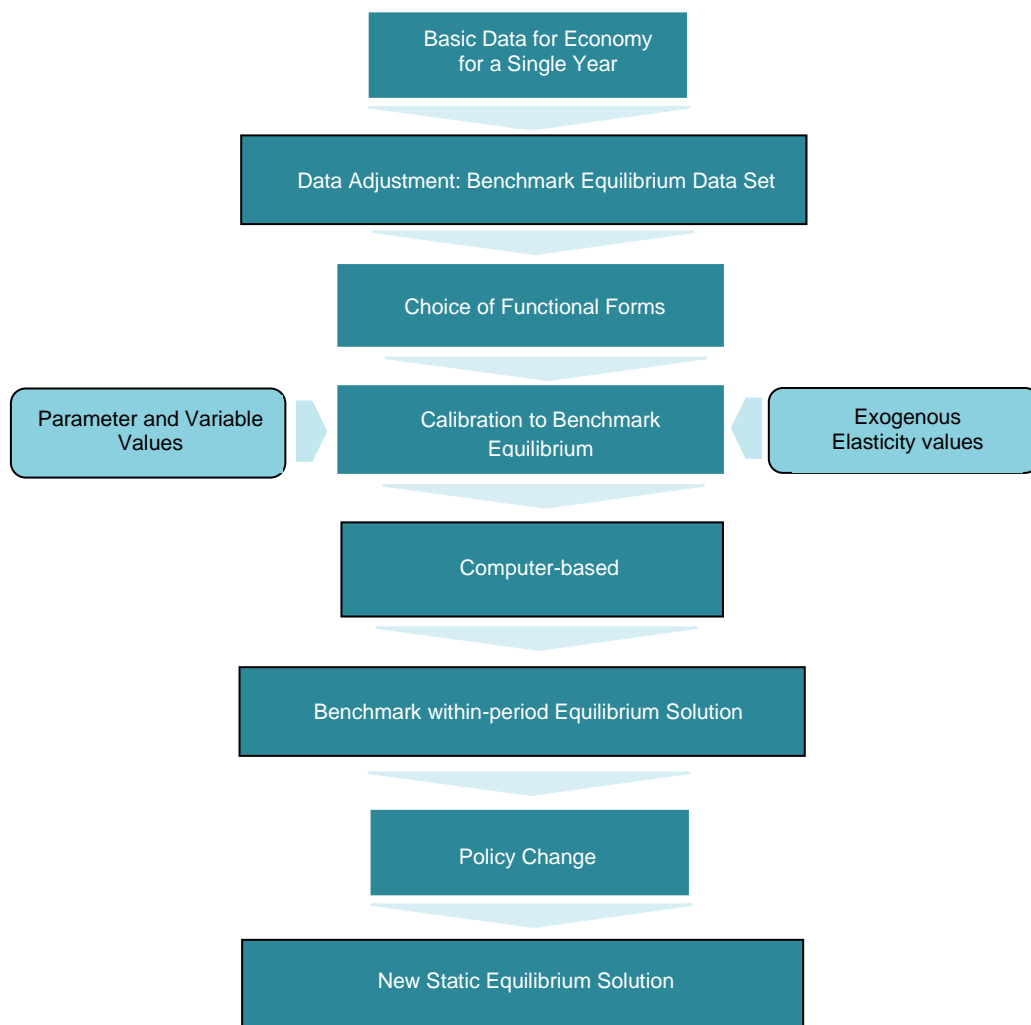 Basic Data for Economy
for a Single Year
Data Adjustment: Benchmark Equilibrium Data Set
Choice of Functional Forms
Parameter and Variable
Values
Calibration to Benchmark
Equilibrium
Exogenous
Elasticity values
Computer-based
Benchmark within-period Equilibrium Solution
Policy Change
New Static Equilibrium Solution